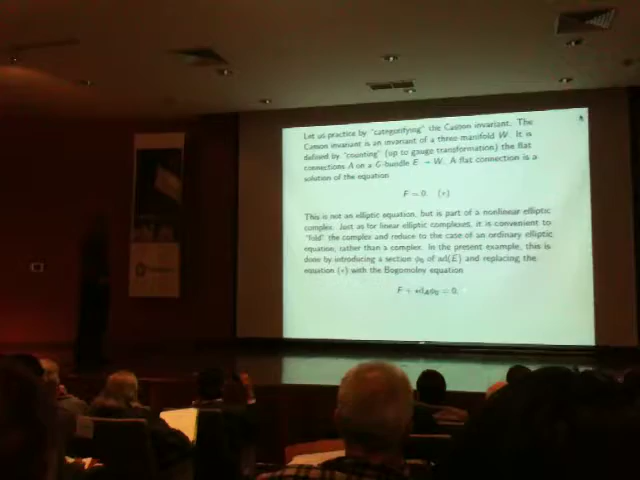 Let us practice by "categorifying" the Casson invariant. The
Casson invariant is an invariant of a three-manifold W. It is
defined by "counting" (up to gauge transformation) the flat
connections A on a G-bundle E → W. A flat connection is a
solution of the equation
F = 0. (∗)
This is not an elliptic equation, but is part of a nonlinear elliptic
complex. Just as for linear elliptic complexes, it is convenient to
"fold" the complex and reduce to the case of an ordinary elliptic
equation, rather than a complex. In the present example, this is
done by introducing a section φ₀ of ad(E) and replacing the
equation (∗) with the Bogomolny equation
F + ⋆d_Aφ₀ = 0.